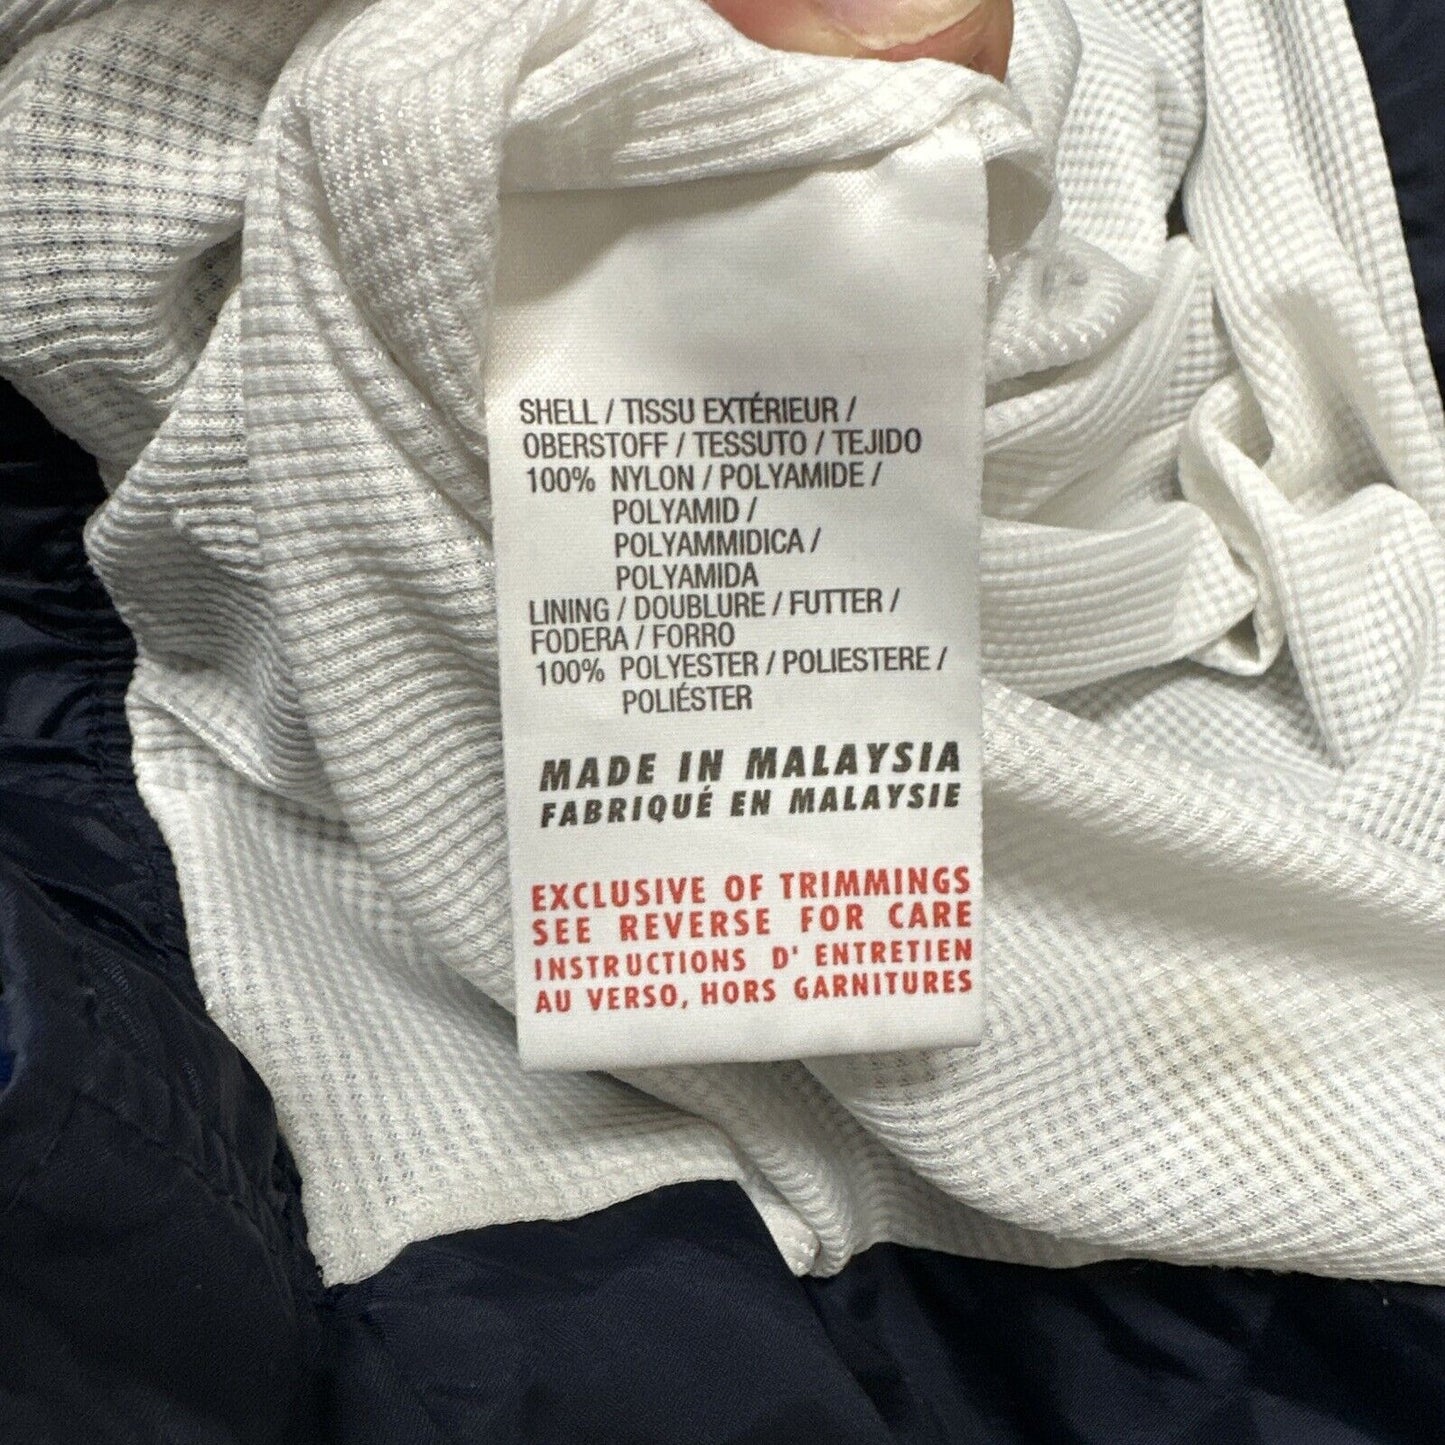 SHELL / TISSU EXTÉRIEUR /
OBERSTOFF / TESSUTO / TEJIDO
100% NYLON / POLYAMIDE /
POLYAMID /
POLYAMMIDICA /
POLYAMIDA
LINING / DOUBLURE / FUTTER /
FODERA / FORRO
100% POLYESTER / POLIESTERE /
POLIÉSTER
MADE IN MALAYSIA
FABRIQUÉ EN MALAYSIE
EXCLUSIVE OF TRIMMINGS
SEE REVERSE FOR CARE
INSTRUCTIONS D' ENTRETIEN
AU VERSO, HORS GARNITURES